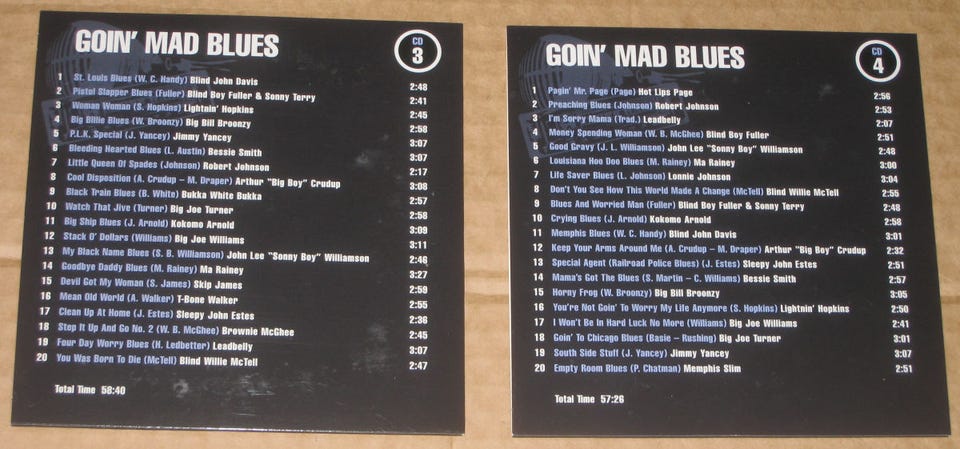 GOIN' MAD BLUES
CD
3
1 St. Louis Blues (W. C. Handy) Blind John Davis 2:48
2 Pistol Slapper Blues (Fuller) Blind Boy Fuller & Sonny Terry 2:41
3 Woman Woman (S. Hopkins) Lightnin' Hopkins 2:45
4 Big Billie Blues (W. Broonzy) Big Bill Broonzy 2:58
5 P.L.K. Special (J. Yancey) Jimmy Yancey 3:07
6 Bleeding Hearted Blues (L. Austin) Bessie Smith 3:07
7 Little Queen Of Spades (Johnson) Robert Johnson 2:17
8 Cool Disposition (A. Crudup – M. Draper) Arthur "Big Boy" Crudup 3:08
9 Black Train Blues (B. White) Bukka White Bukka 2:57
10 Watch That Jive (Turner) Big Joe Turner 2:58
11 Big Ship Blues (J. Arnold) Kokomo Arnold 3:09
12 Stack O' Dollars (Williams) Big Joe Williams 3:11
13 My Black Name Blues (S. B. Williamson) John Lee "Sonny Boy" Williamson 2:46
14 Goodbye Daddy Blues (M. Rainey) Ma Rainey 3:27
15 Devil Got My Woman (S. James) Skip James 2:59
16 Mean Old World (A. Walker) T-Bone Walker 2:55
17 Clean Up At Home (J. Estes) Sleepy John Estes 2:36
18 Step It Up And Go No. 2 (W. B. McGhee) Brownie McGhee 2:45
19 Four Day Worry Blues (H. Ledbetter) Leadbelly 3:07
20 You Was Born To Die (McTell) Blind Willie McTell 2:47
Total Time 58:40
GOIN' MAD BLUES
CD
4
1 Pagin' Mr. Page (Page) Hot Lips Page 2:56
2 Preaching Blues (Johnson) Robert Johnson 2:53
3 I'm Sorry Mama (Trad.) Leadbelly 2:07
4 Money Spending Woman (W. B. McGhee) Blind Boy Fuller 2:51
5 Good Gravy (J. L. Williamson) John Lee "Sonny Boy" Williamson 2:48
6 Louisiana Hoo Doo Blues (M. Rainey) Ma Rainey 3:00
7 Life Saver Blues (L. Johnson) Lonnie Johnson 3:04
8 Don't You See How This World Made A Change (McTell) Blind Willie McTell 2:55
9 Blues And Worried Man (Fuller) Blind Boy Fuller & Sonny Terry 2:48
10 Crying Blues (J. Arnold) Kokomo Arnold 2:58
11 Memphis Blues (W. C. Handy) Blind John Davis 3:01
12 Keep Your Arms Around Me (A. Crudup – M. Draper) Arthur "Big Boy" Crudup 2:32
13 Special Agent (Railroad Police Blues) (J. Estes) Sleepy John Estes 2:51
14 Mama's Got The Blues (S. Martin – C. Williams) Bessie Smith 2:57
15 Horny Frog (W. Broonzy) Big Bill Broonzy 3:05
16 You're Not Goin' To Worry My Life Anymore (S. Hopkins) Lightnin' Hopkins 2:50
17 I Won't Be In Hard Luck No More (Williams) Big Joe Williams 2:41
18 Goin' To Chicago Blues (Basie – Rushing) Big Joe Turner 3:01
19 South Side Stuff (J. Yancey) Jimmy Yancey 3:07
20 Empty Room Blues (P. Chatman) Memphis Slim 2:51
Total Time 57:26